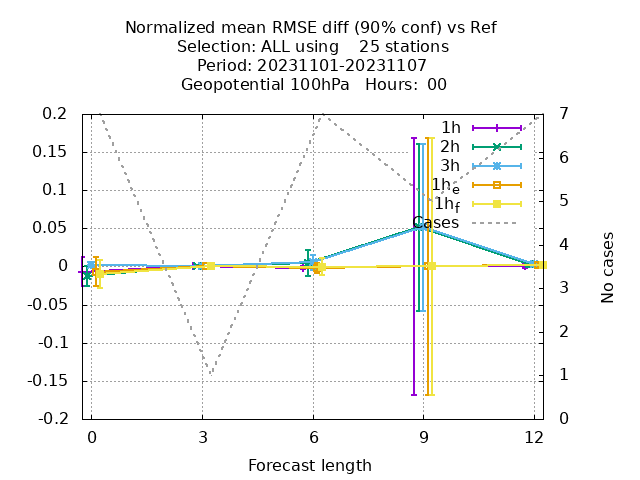 Normalized mean RMSE diff (90% conf) vs Ref
Selection: ALL using    25 stations
Period: 20231101-20231107
Geopotential 100hPa   Hours:  00
0.2
0.15
0.1
0.05
0
-0.05
-0.1
-0.15
-0.2
7
6
5
4
3
2
1
0
1h
2h
3h
1he
1hf
Cases
No cases
0 3 6 9 12
Forecast length